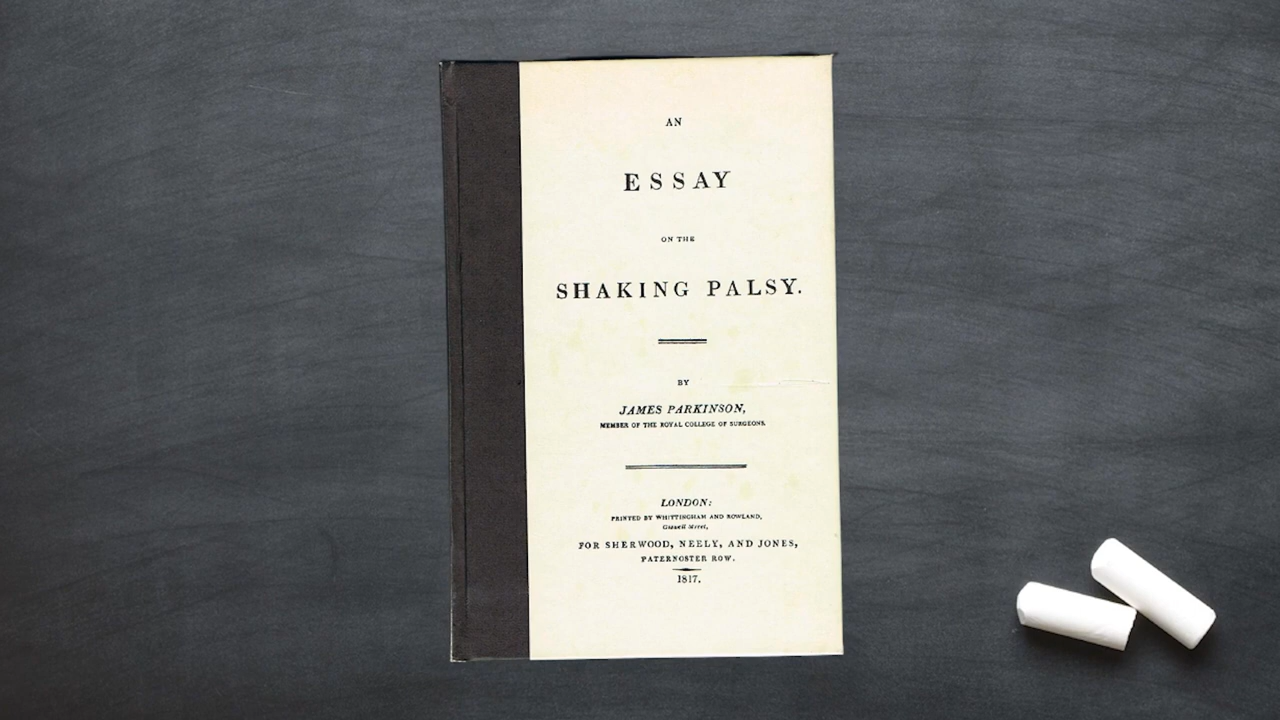 AN
ESSAY
ON THE
SHAKING PALSY.
BY
JAMES PARKINSON,
MEMBER OF THE ROYAL COLLEGE OF SURGEONS.
LONDON:
PRINTED BY WHITTINGHAM AND ROWLAND,
Goswell Street,
FOR SHERWOOD, NEELY, AND JONES,
PATERNOSTER ROW.
1817.